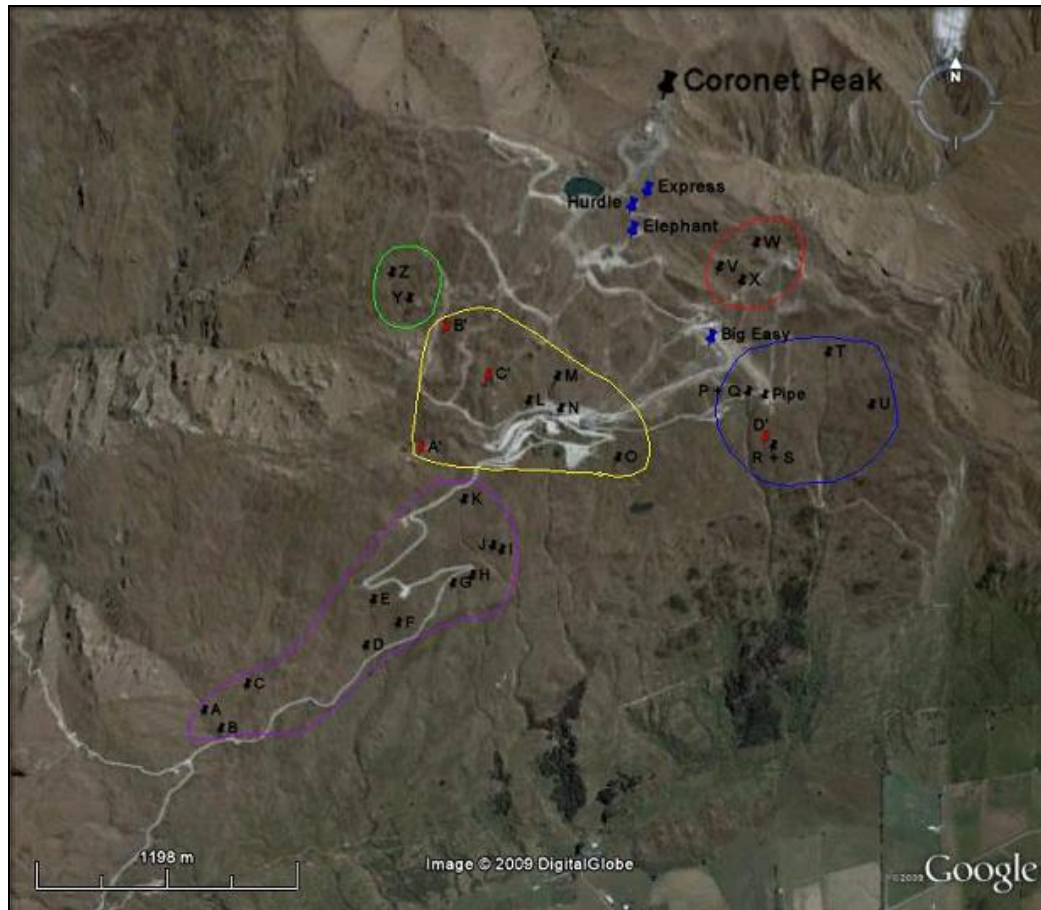 N
Coronet Peak
Express
Hurdle
Elephant
W
V
X
Z
Y
B'
Big Easy
T
C'
M
P + Q
Pipe
L
N
U
D'
A'
O
R + S
K
J
I
H
G
E
F
D
C
A
B
1198 m
Image © 2009 DigitalGlobe
©2009 Google